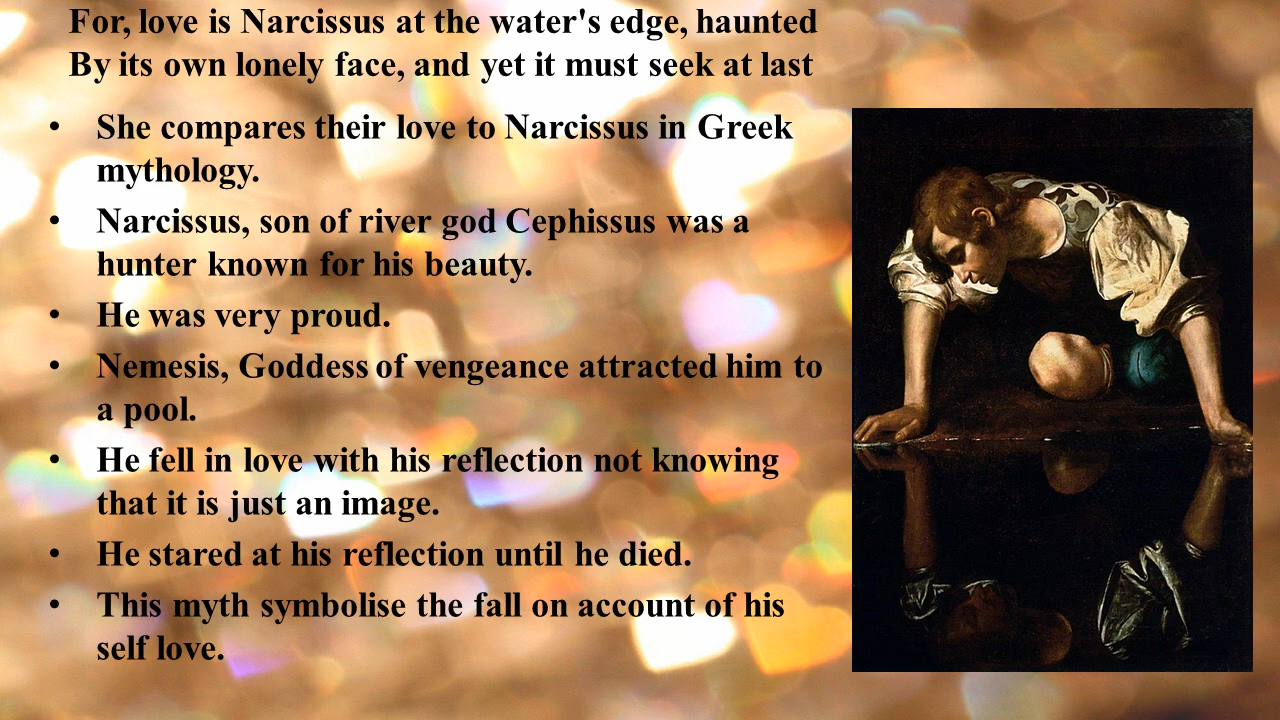 For, love is Narcissus at the water's edge, haunted
By its own lonely face, and yet it must seek at last
• She compares their love to Narcissus in Greek
mythology.
• Narcissus, son of river god Cephissus was a
hunter known for his beauty.
• He was very proud.
• Nemesis, Goddess of vengeance attracted him to
a pool.
• He fell in love with his reflection not knowing
that it is just an image.
• He stared at his reflection until he died.
• This myth symbolise the fall on account of his
self love.